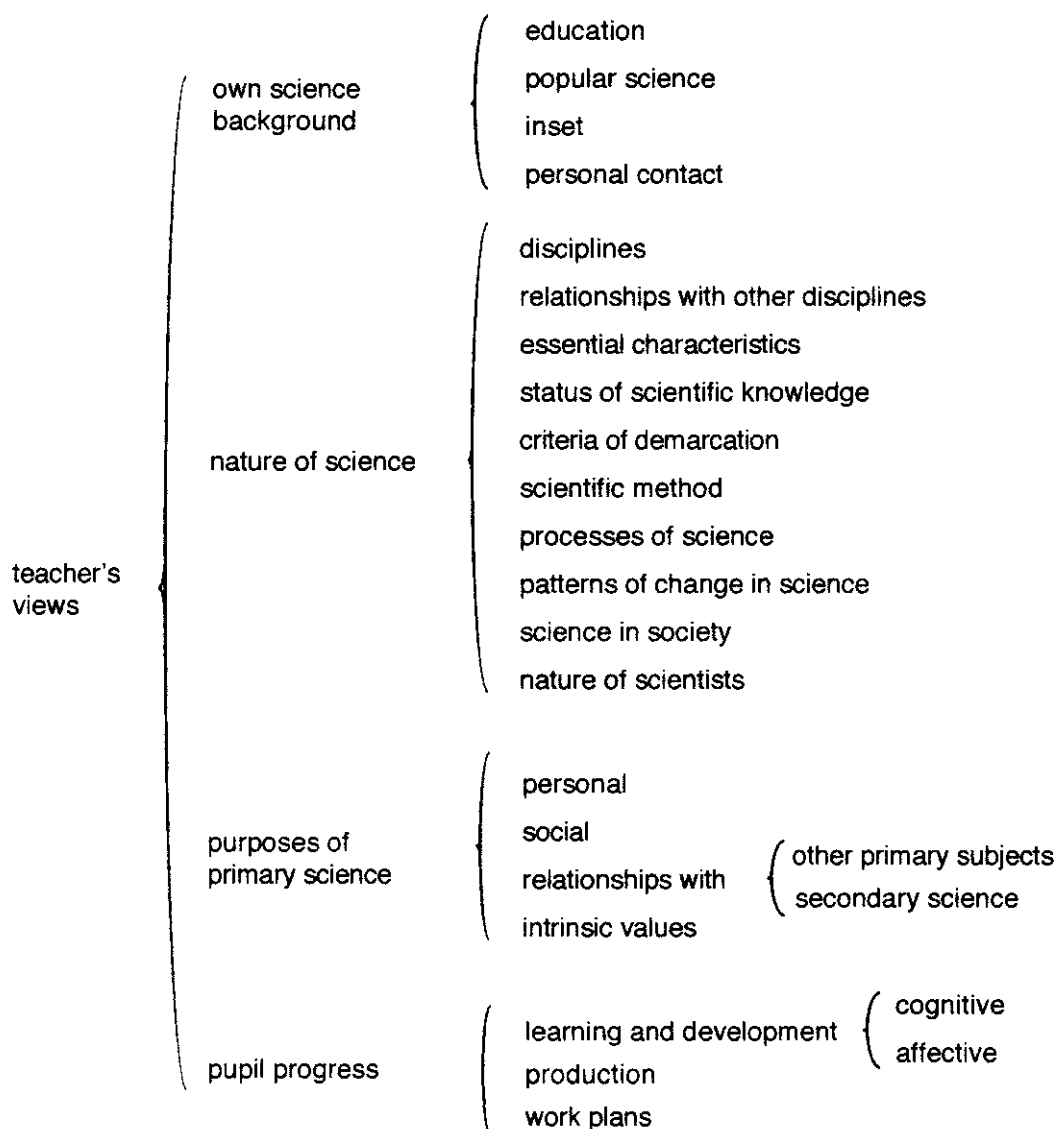 teacher's
views
own science
background
education
popular science
inset
personal contact
nature of science
disciplines
relationships with other disciplines
essential characteristics
status of scientific knowledge
criteria of demarcation
scientific method
processes of science
patterns of change in science
science in society
nature of scientists
purposes of
primary science
personal
social
relationships with
other primary subjects
secondary science
intrinsic values
pupil progress
learning and development
cognitive
affective
production
work plans